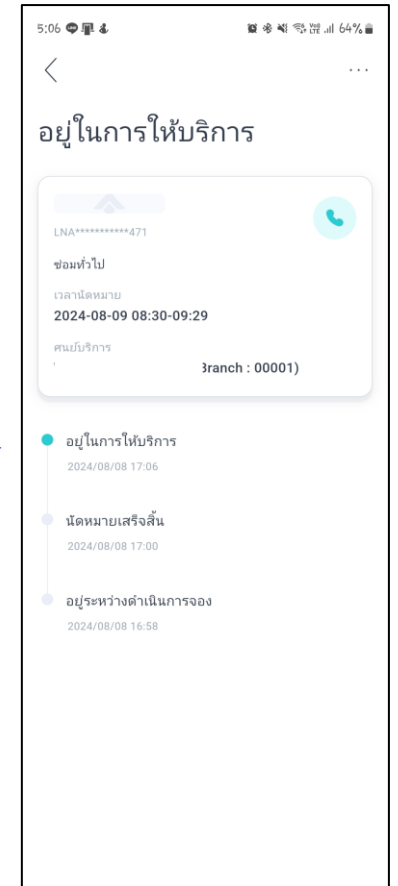 5:06 64%
อยู่ในการให้บริการ
LNA***********471
ซ่อมทั่วไป
เวลานัดหมาย
2024-08-09 08:30-09:29
ศูนย์บริการ
Branch : 00001)
อยู่ในการให้บริการ
2024/08/08 17:06
นัดหมายเสร็จสิ้น
2024/08/08 17:00
อยู่ระหว่างดำเนินการจอง
2024/08/08 16:58